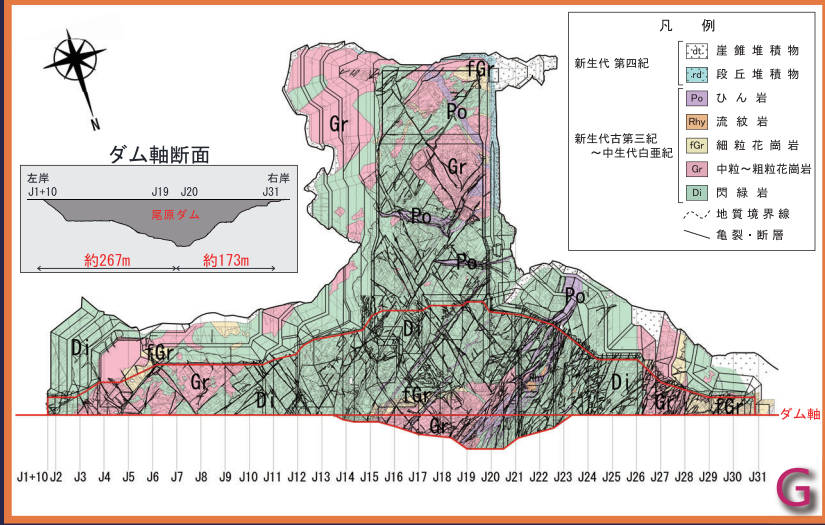 N
凡 例
新生代 第四紀
dt 崖錐堆積物
rd 段丘堆積物
新生代古第三紀
～中生代白亜紀
Po ひん岩
Rhy 流紋岩
fGr 細粒花崗岩
Gr 中粒～粗粒花崗岩
Di 閃緑岩
地質境界線
亀裂・断層
ダム軸断面
左岸 右岸
J1+10 J19 J20 J31
尾原ダム
約267m 約173m
fGr
Gr
Po
Gr
Po
Po
Po
Di
Di
fGr
Gr
Di
fGr
Gr
Di
Gr
fGr
ダム軸
J1+10 J2 J3 J4 J5 J6 J7 J8 J9 J10 J11 J12 J13 J14 J15 J16 J17 J18 J19 J20 J21 J22 J23 J24 J25 J26 J27 J28 J29 J30 J31
G